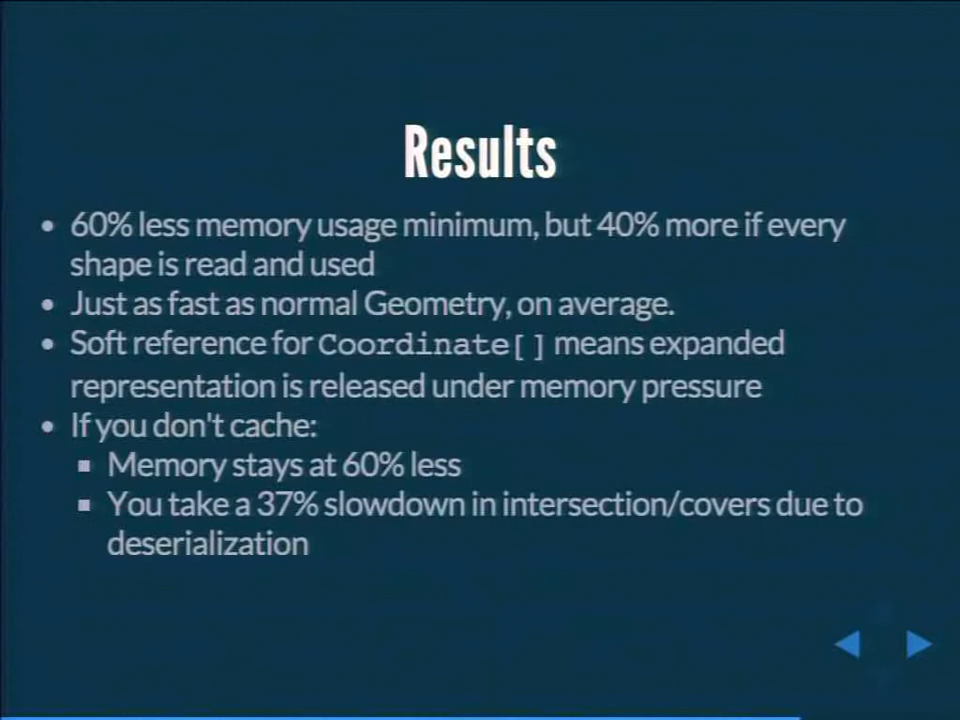 Results
• 60% less memory usage minimum, but 40% more if every
shape is read and used
• Just as fast as normal Geometry, on average.
• Soft reference for Coordinate[] means expanded
representation is released under memory pressure
• If you don't cache:
▪ Memory stays at 60% less
▪ You take a 37% slowdown in intersection/covers due to
deserialization